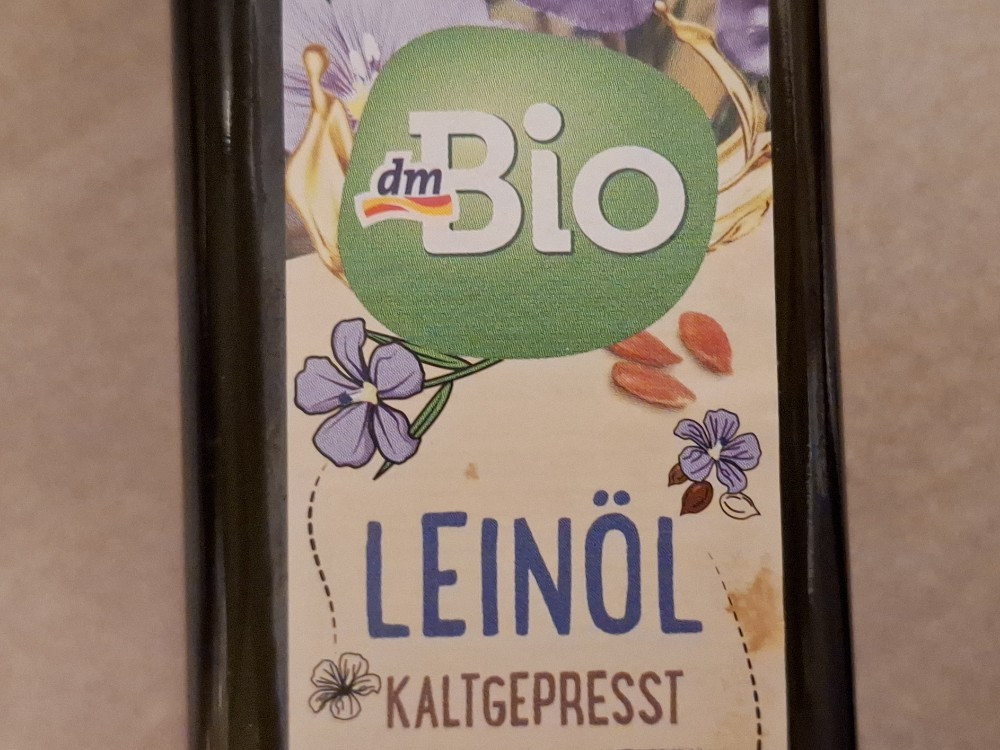 dm
Bio
LEINÖL
KALTGEPRESST